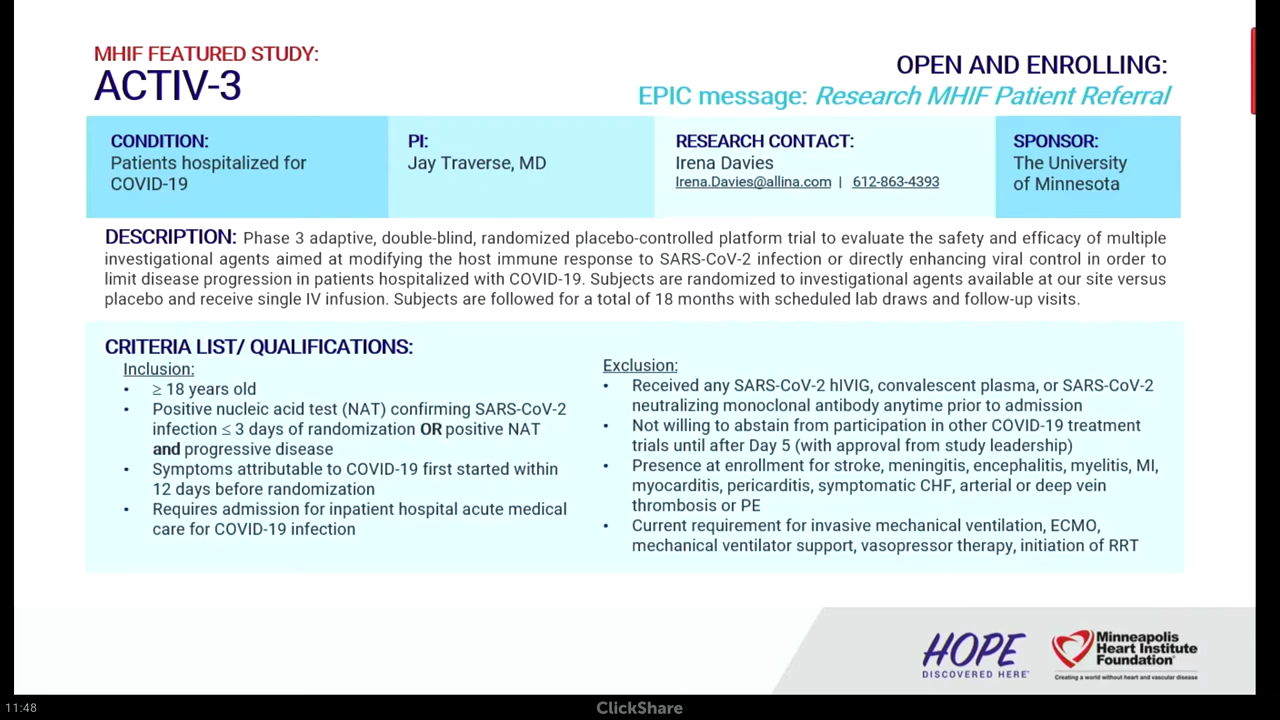 MHIF FEATURED STUDY:
ACTIV-3
OPEN AND ENROLLING:
EPIC message: Research MHIF Patient Referral
CONDITION:
Patients hospitalized for
COVID-19
PI:
Jay Traverse, MD
RESEARCH CONTACT:
Irena Davies
Irena.Davies@allina.com | 612-863-4393
SPONSOR:
The University
of Minnesota
DESCRIPTION: Phase 3 adaptive, double-blind, randomized placebo-controlled platform trial to evaluate the safety and efficacy of multiple
investigational agents aimed at modifying the host immune response to SARS-CoV-2 infection or directly enhancing viral control in order to
limit disease progression in patients hospitalized with COVID-19. Subjects are randomized to investigational agents available at our site versus
placebo and receive single IV infusion. Subjects are followed for a total of 18 months with scheduled lab draws and follow-up visits.
CRITERIA LIST/ QUALIFICATIONS:
Inclusion:
• ≥ 18 years old
• Positive nucleic acid test (NAT) confirming SARS-CoV-2
infection ≤ 3 days of randomization OR positive NAT
and progressive disease
• Symptoms attributable to COVID-19 first started within
12 days before randomization
• Requires admission for inpatient hospital acute medical
care for COVID-19 infection
Exclusion:
• Received any SARS-CoV-2 hIVIG, convalescent plasma, or SARS-CoV-2
neutralizing monoclonal antibody anytime prior to admission
• Not willing to abstain from participation in other COVID-19 treatment
trials until after Day 5 (with approval from study leadership)
• Presence at enrollment for stroke, meningitis, encephalitis, myelitis, MI,
myocarditis, pericarditis, symptomatic CHF, arterial or deep vein
thrombosis or PE
• Current requirement for invasive mechanical ventilation, ECMO,
mechanical ventilator support, vasopressor therapy, initiation of RRT
HOPE
DISCOVERED HERE™
Minneapolis
Heart Institute
Foundation®
Creating a world without heart and vascular disease
11:48
ClickShare